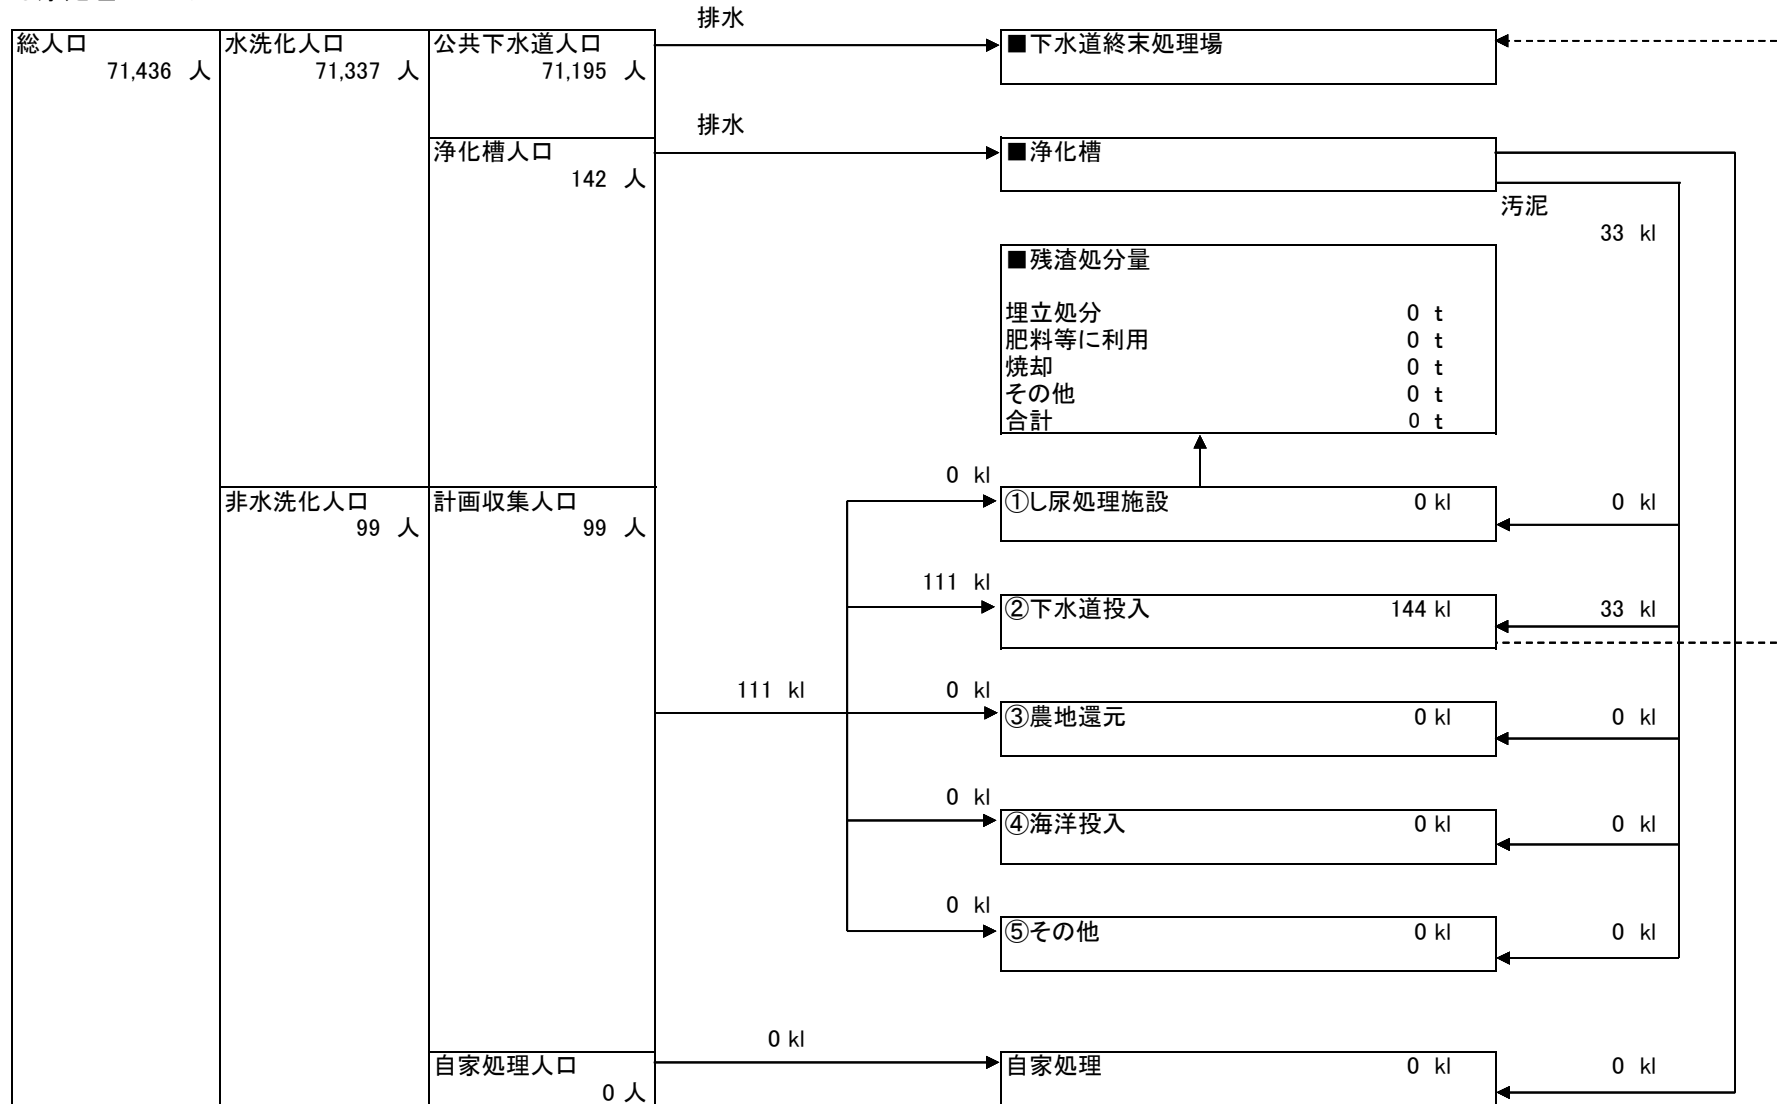 排水
総人口 水洗化人口 公共下水道人口 ■下水道終末処理場
71,436 人 71,337 人 71,195 人
排水
浄化槽人口 ■浄化槽
142 人
汚泥
33 kl
■残渣処分量
埋立処分 0 t
肥料等に利用 0 t
焼却 0 t
その他 0 t
合計 0 t
0 kl
非水洗化人口 計画収集人口 ①し尿処理施設 0 kl 0 kl
99 人 99 人
111 kl
②下水道投入 144 kl 33 kl
111 kl 0 kl
③農地還元 0 kl 0 kl
0 kl
④海洋投入 0 kl 0 kl
0 kl
⑤その他 0 kl 0 kl
0 kl
自家処理人口 自家処理 0 kl 0 kl
0 人